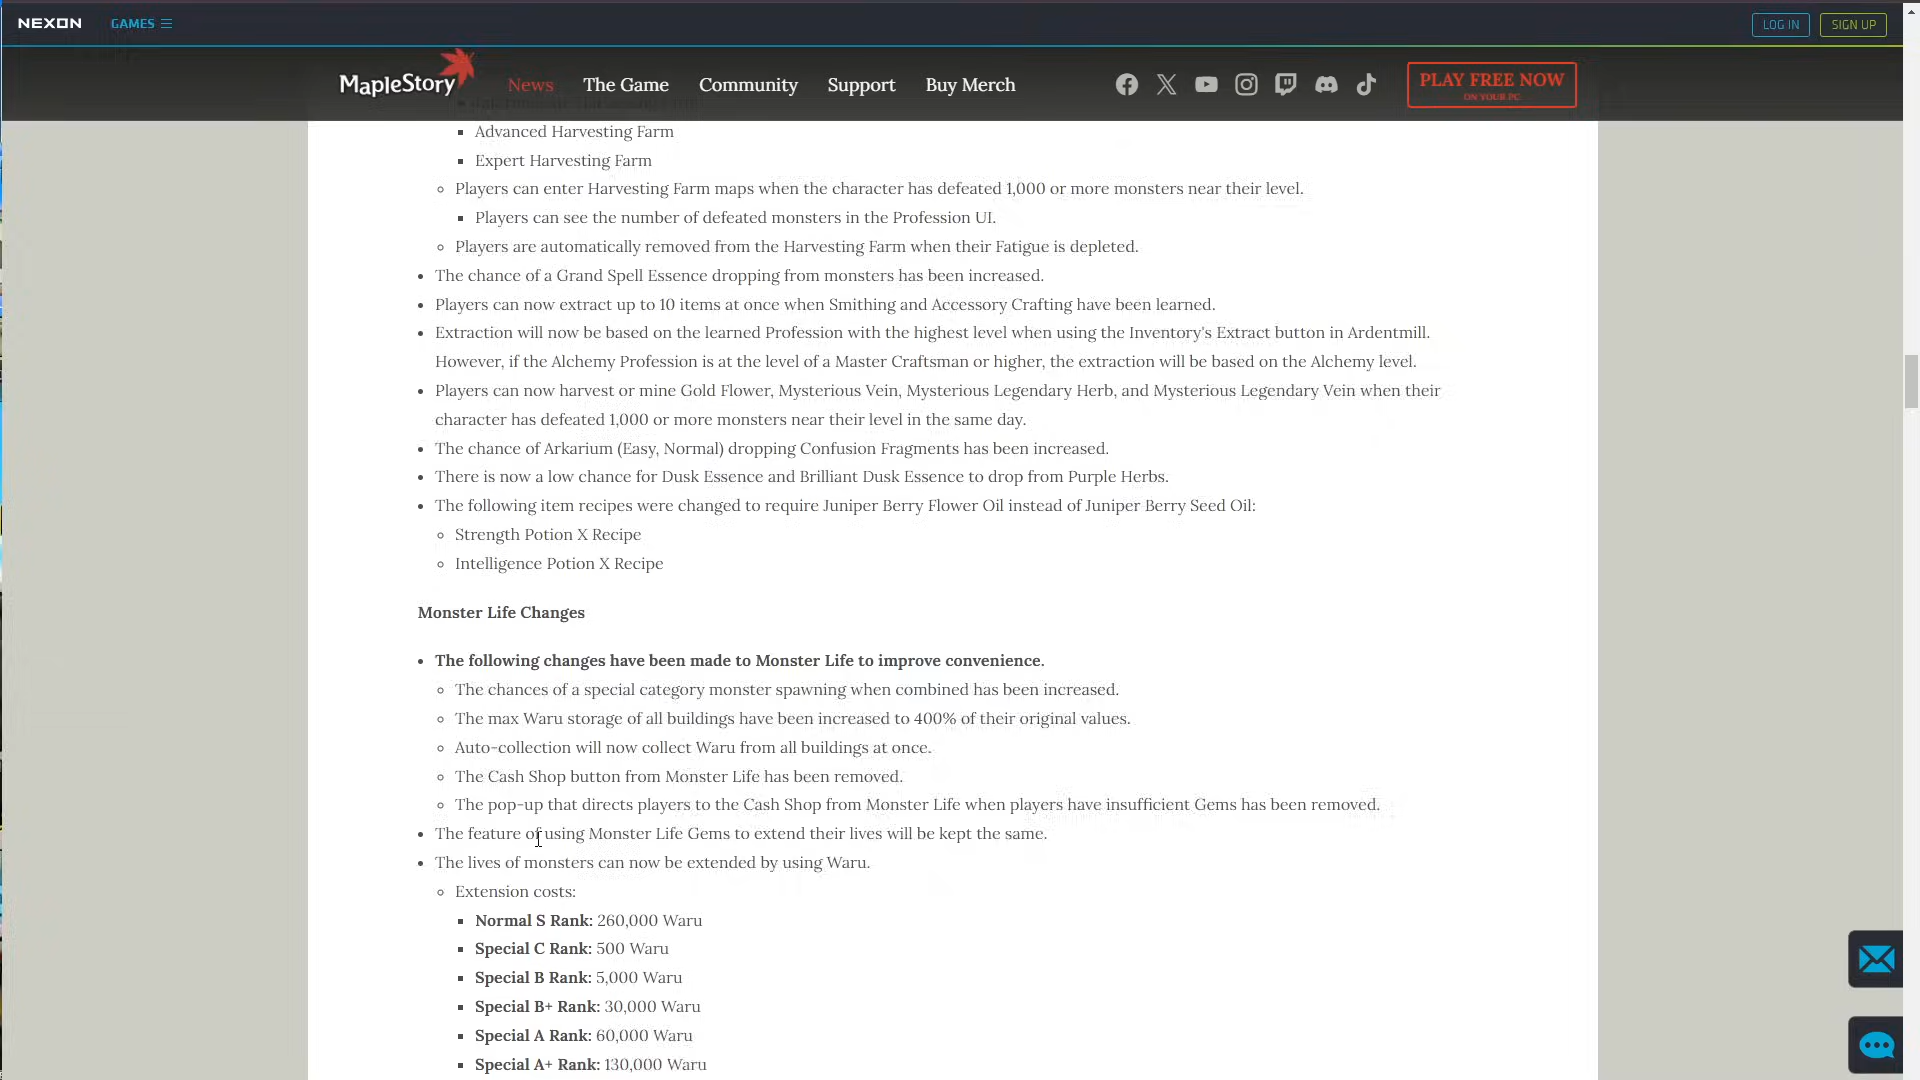 NEXON GAMES LOG IN SIGN UP
MapleStory News The Game Community Support Buy Merch PLAY FREE NOW
ON YOUR PC
Advanced Harvesting Farm
Expert Harvesting Farm
Players can enter Harvesting Farm maps when the character has defeated 1,000 or more monsters near their level.
Players can see the number of defeated monsters in the Profession UI.
Players are automatically removed from the Harvesting Farm when their Fatigue is depleted.
The chance of a Grand Spell Essence dropping from monsters has been increased.
Players can now extract up to 10 items at once when Smithing and Accessory Crafting have been learned.
Extraction will now be based on the learned Profession with the highest level when using the Inventory's Extract button in Ardentmill.
However, if the Alchemy Profession is at the level of a Master Craftsman or higher, the extraction will be based on the Alchemy level.
Players can now harvest or mine Gold Flower, Mysterious Vein, Mysterious Legendary Herb, and Mysterious Legendary Vein when their
character has defeated 1,000 or more monsters near their level in the same day.
The chance of Arkarium (Easy, Normal) dropping Confusion Fragments has been increased.
There is now a low chance for Dusk Essence and Brilliant Dusk Essence to drop from Purple Herbs.
The following item recipes were changed to require Juniper Berry Flower Oil instead of Juniper Berry Seed Oil:
Strength Potion X Recipe
Intelligence Potion X Recipe
Monster Life Changes
The following changes have been made to Monster Life to improve convenience.
The chances of a special category monster spawning when combined has been increased.
The max Waru storage of all buildings have been increased to 400% of their original values.
Auto-collection will now collect Waru from all buildings at once.
The Cash Shop button from Monster Life has been removed.
The pop-up that directs players to the Cash Shop from Monster Life when players have insufficient Gems has been removed.
The feature of using Monster Life Gems to extend their lives will be kept the same.
The lives of monsters can now be extended by using Waru.
Extension costs:
Normal S Rank: 260,000 Waru
Special C Rank: 500 Waru
Special B Rank: 5,000 Waru
Special B+ Rank: 30,000 Waru
Special A Rank: 60,000 Waru
Special A+ Rank: 130,000 Waru